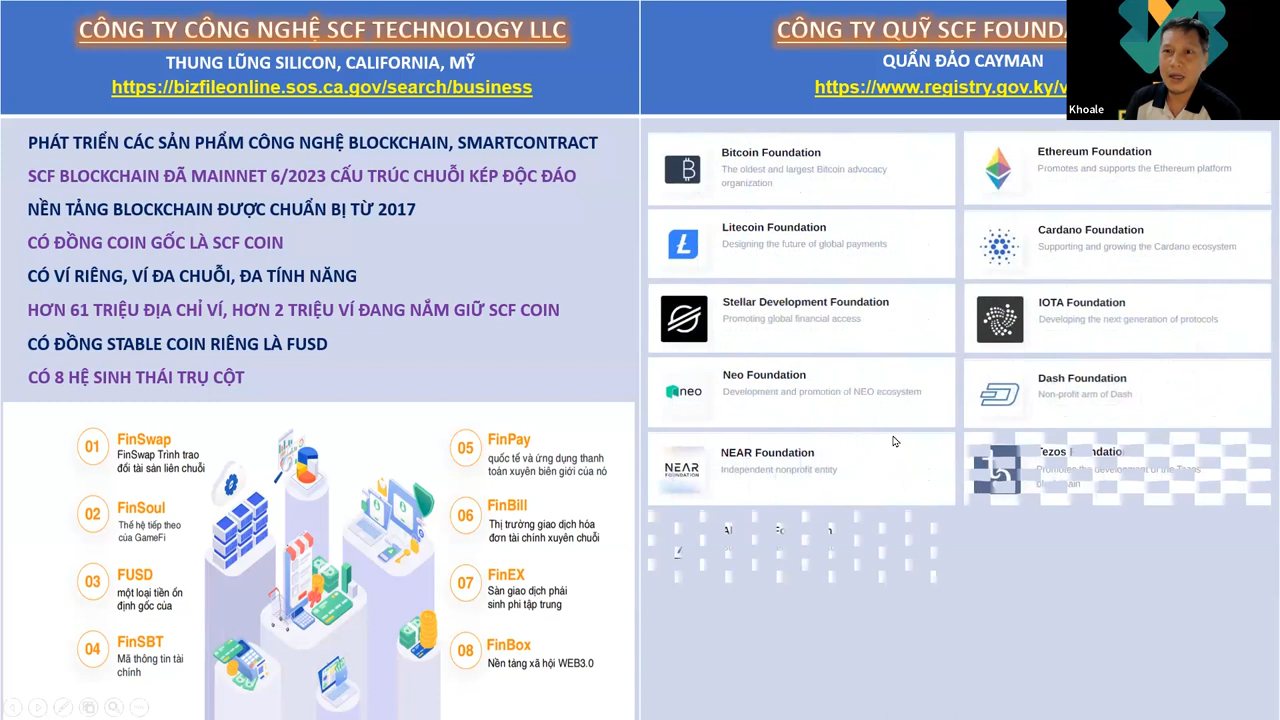 CÔNG TY CÔNG NGHỆ SCF TECHNOLOGY LLC
THUNG LŨNG SILICON, CALIFORNIA, MỸ
https://bizfileonline.sos.ca.gov/search/business
PHÁT TRIỂN CÁC SẢN PHẨM CÔNG NGHỆ BLOCKCHAIN, SMARTCONTRACT
SCF BLOCKCHAIN ĐÃ MAINNET 6/2023 CẤU TRÚC CHUỖI KÉP ĐỘC ĐÁO
NỀN TẢNG BLOCKCHAIN ĐƯỢC CHUẨN BỊ TỪ 2017
CÓ ĐỒNG COIN GỐC LÀ SCF COIN
CÓ VÍ RIÊNG, VÍ ĐA CHUỖI, ĐA TÍNH NĂNG
HƠN 61 TRIỆU ĐỊA CHỈ VÍ, HƠN 2 TRIỆU VÍ ĐANG NẮM GIỮ SCF COIN
CÓ ĐỒNG STABLE COIN RIÊNG LÀ FUSD
CÓ 8 HỆ SINH THÁI TRỤ CỘT
01
FinSwap
FinSwap Trình trao
đổi tài sản liên chuỗi
02
FinSoul
Thế hệ tiếp theo
của GameFi
03
FUSD
một loại tiền ổn
định gốc của
04
FinSBT
Mã thông tin tài
chính
05
FinPay
quốc tế và ứng dụng thanh
toán xuyên biên giới của nó
06
FinBill
Thị trường giao dịch hóa
đơn tài chính xuyên chuỗi
07
FinEX
Sàn giao dịch phái
sinh phi tập trung
08
FinBox
Nền tảng xã hội WEB3.0
CÔNG TY QUỸ SCF
QUẨN ĐẢO CAYMAN
https://www.registry.gov.ky/
Khoale
Bitcoin Foundation
The oldest and largest Bitcoin advocacy
organization
Ethereum Foundation
Promotes and supports the Ethereum platform
Litecoin Foundation
Designing the future of global payments
Cardano Foundation
Supporting and growing the Cardano ecosystem
Stellar Development Foundation
Promoting global financial access
IOTA Foundation
Developing the next generation of protocols
neo
Neo Foundation
Development and promotion of NEO ecosystem
Dash Foundation
Non-profit arm of Dash
NEAR
FOUNDATION
NEAR Foundation
Independent nonprofit entity
Tezos